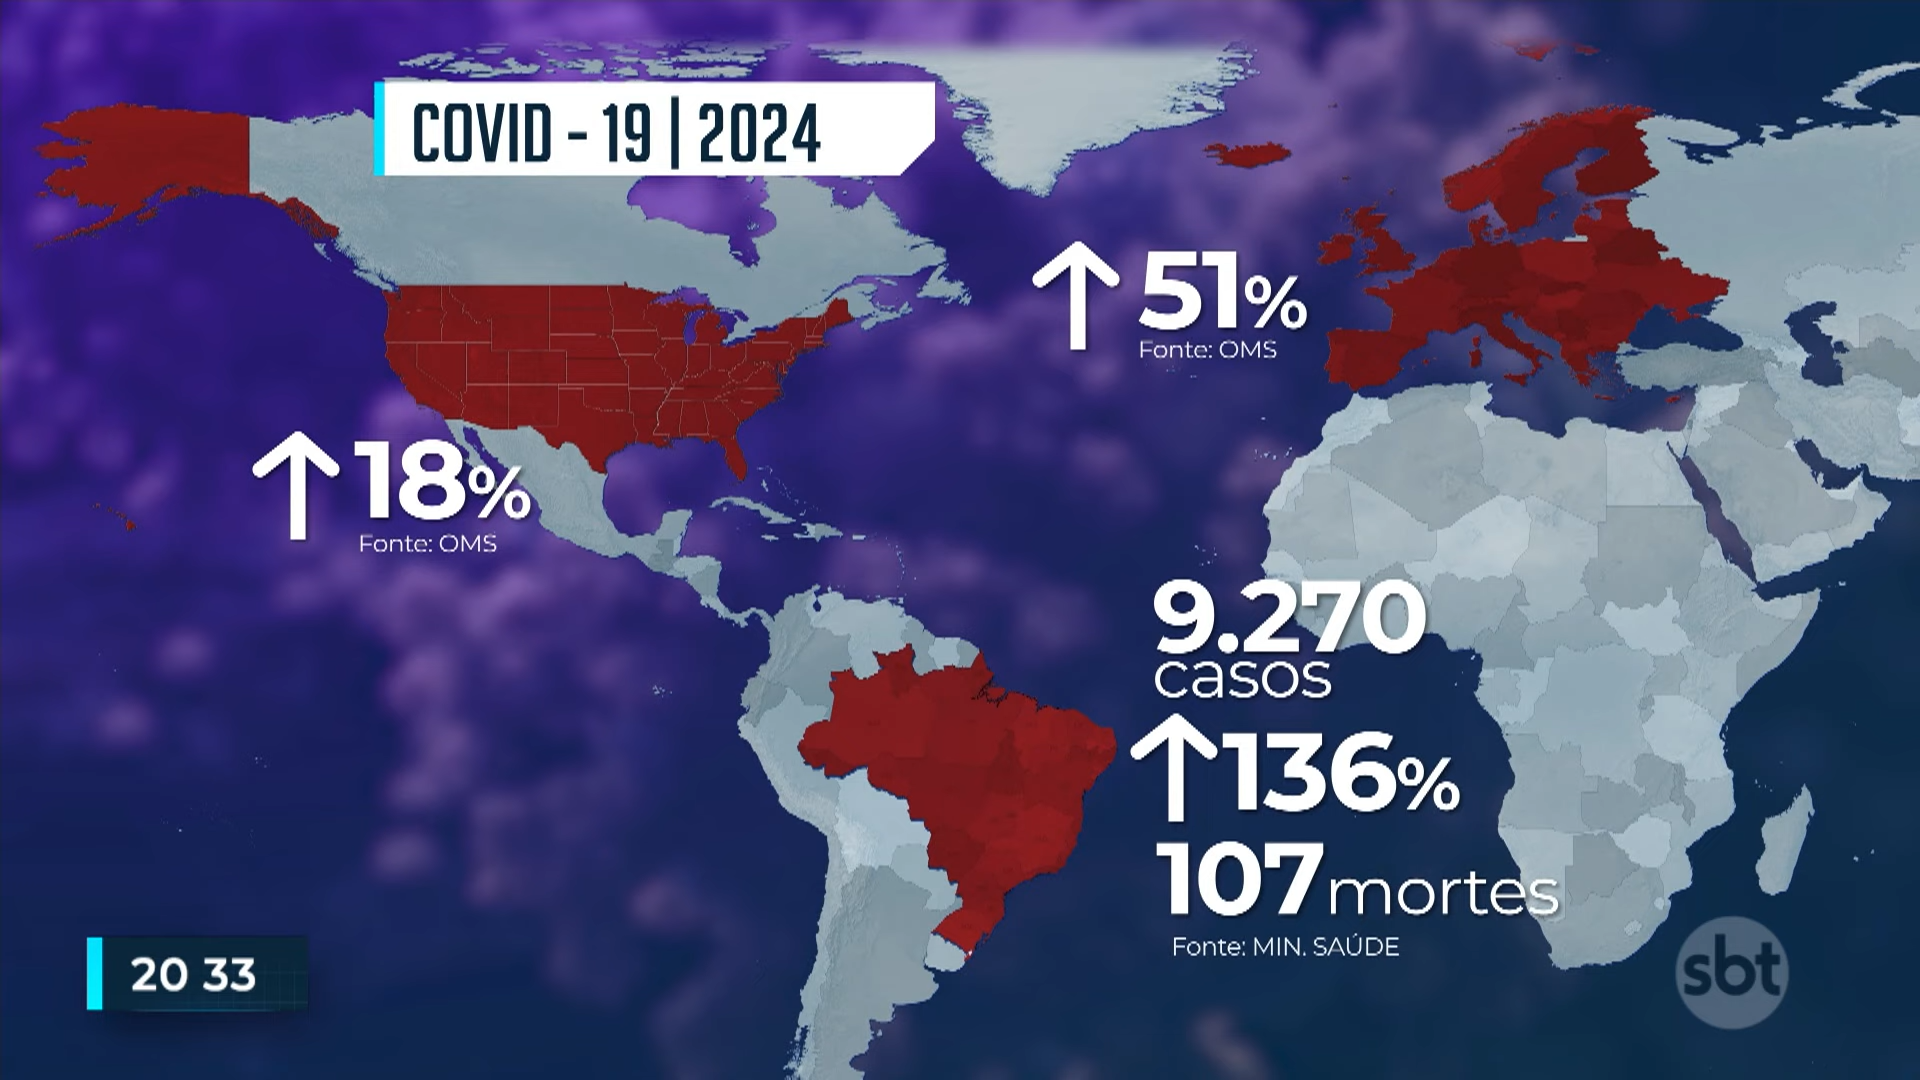 COVID - 19 | 2024
51%
Fonte: OMS
18%
Fonte: OMS
9.270
casos
136%
107 mortes
Fonte: MIN. SAÚDE
20 33
sbt